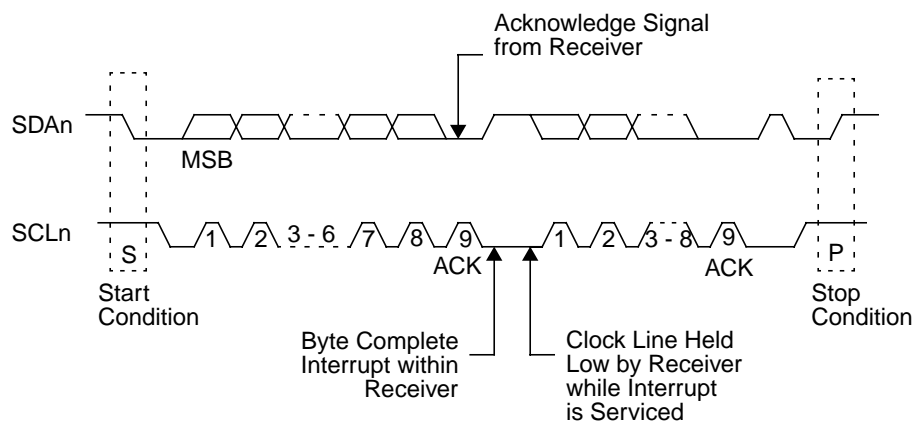 Acknowledge Signal
from Receiver
SDAn
MSB
SCLn
S
1
2
3 - 6
7
8
9
ACK
1
2
3 - 8
9
ACK
P
Start
Condition
Stop
Condition
Byte Complete
Interrupt within
Receiver
Clock Line Held
Low by Receiver
while Interrupt
is Serviced